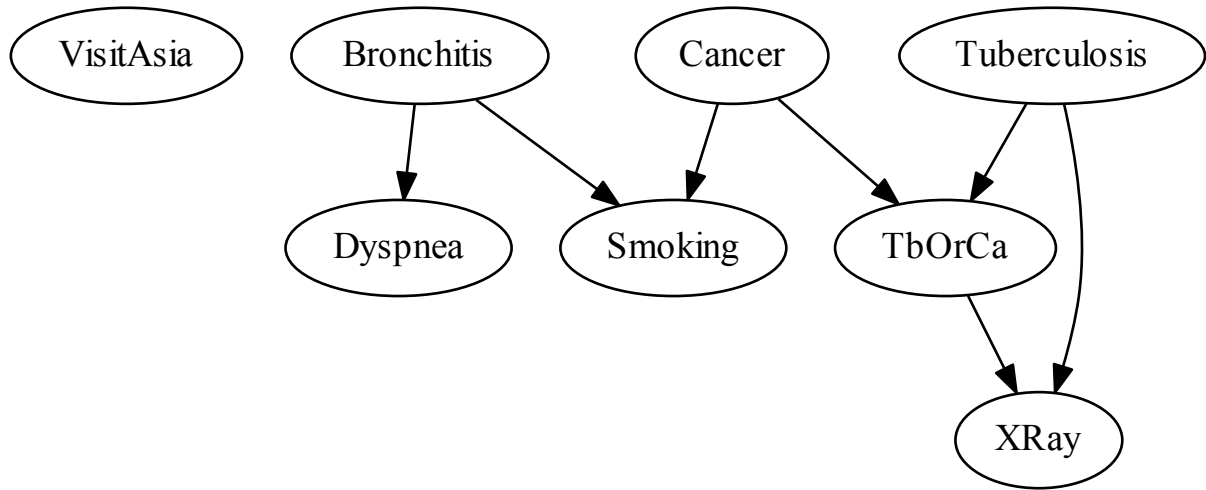 VisitAsia
Bronchitis
Cancer
Tuberculosis
Dyspnea
Smoking
TbOrCa
XRay